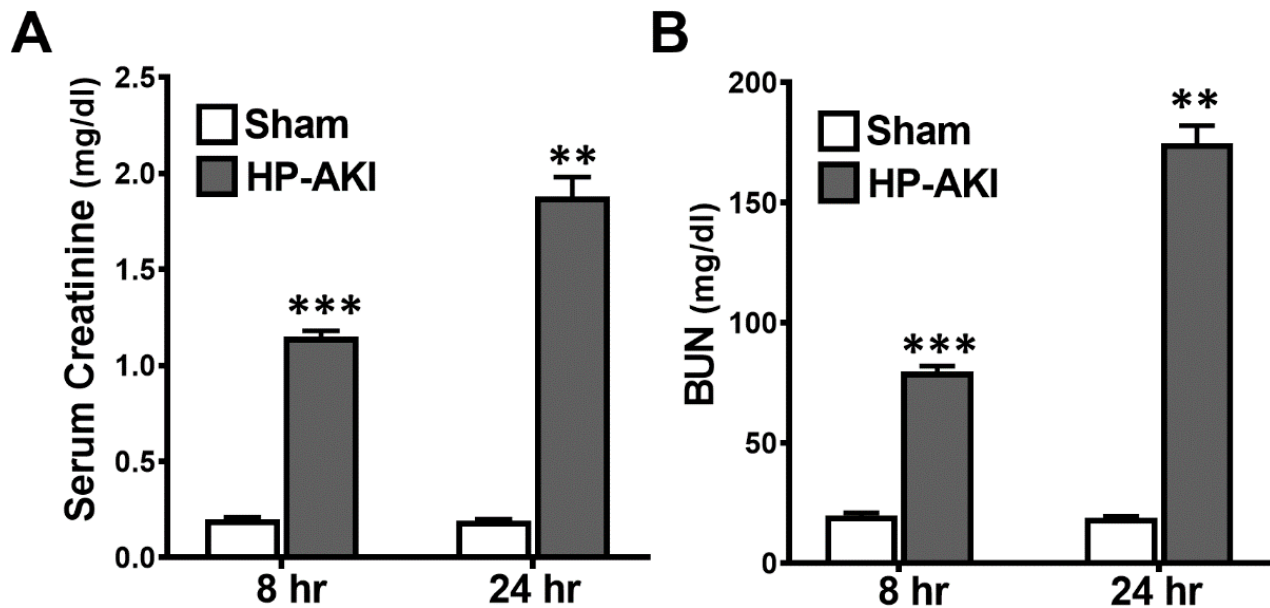 A
Serum Creatinine (mg/dl)
2.5
2.0
1.5
1.0
0.5
0.0
Sham
HP-AKI
***
**
8 hr
24 hr
B
BUN (mg/dl)
200
150
100
50
0
Sham
HP-AKI
***
**
8 hr
24 hr